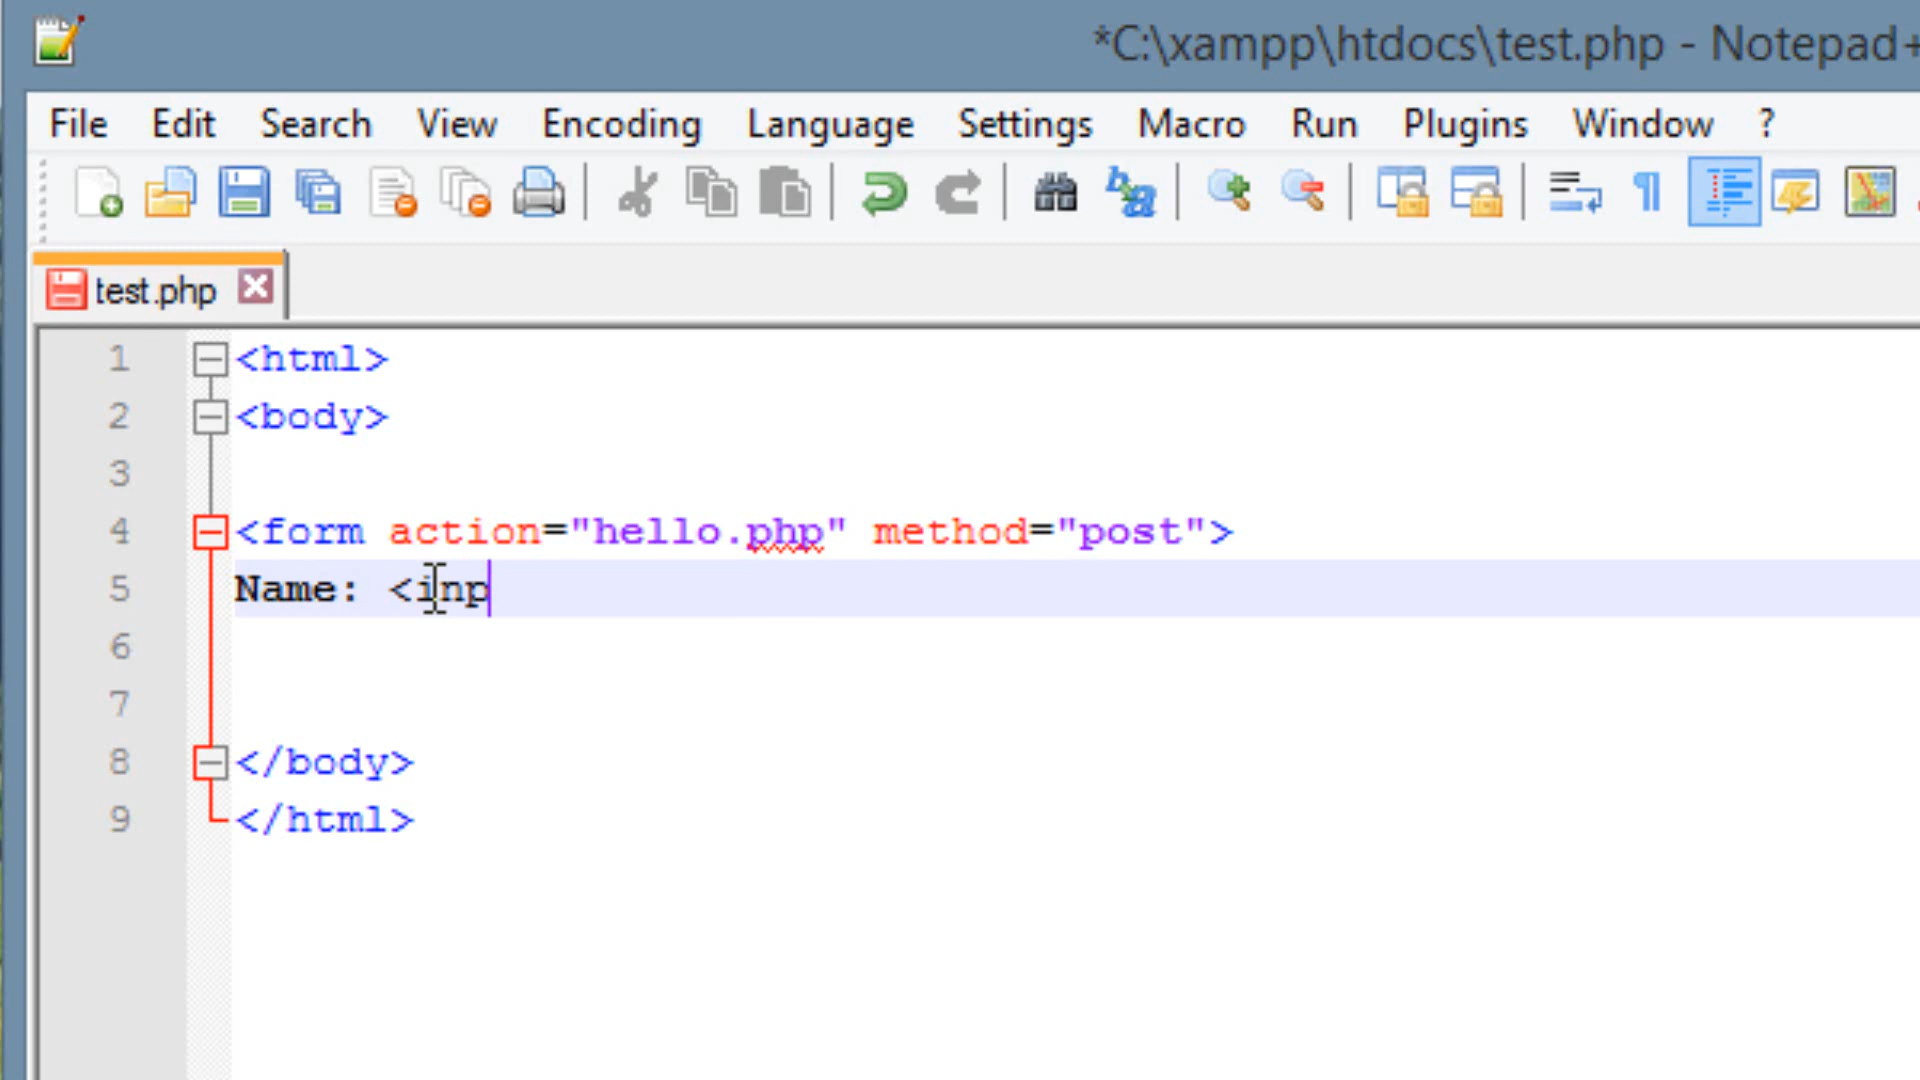 *C:\xampp\htdocs\test.php - Notepad+
File Edit Search View Encoding Language Settings Macro Run Plugins Window ?
test.php
1 <html>
2 <body>
3
4 <form action="hello.php" method="post">
5 Name: <inp
6
7
8 </body>
9 </html>